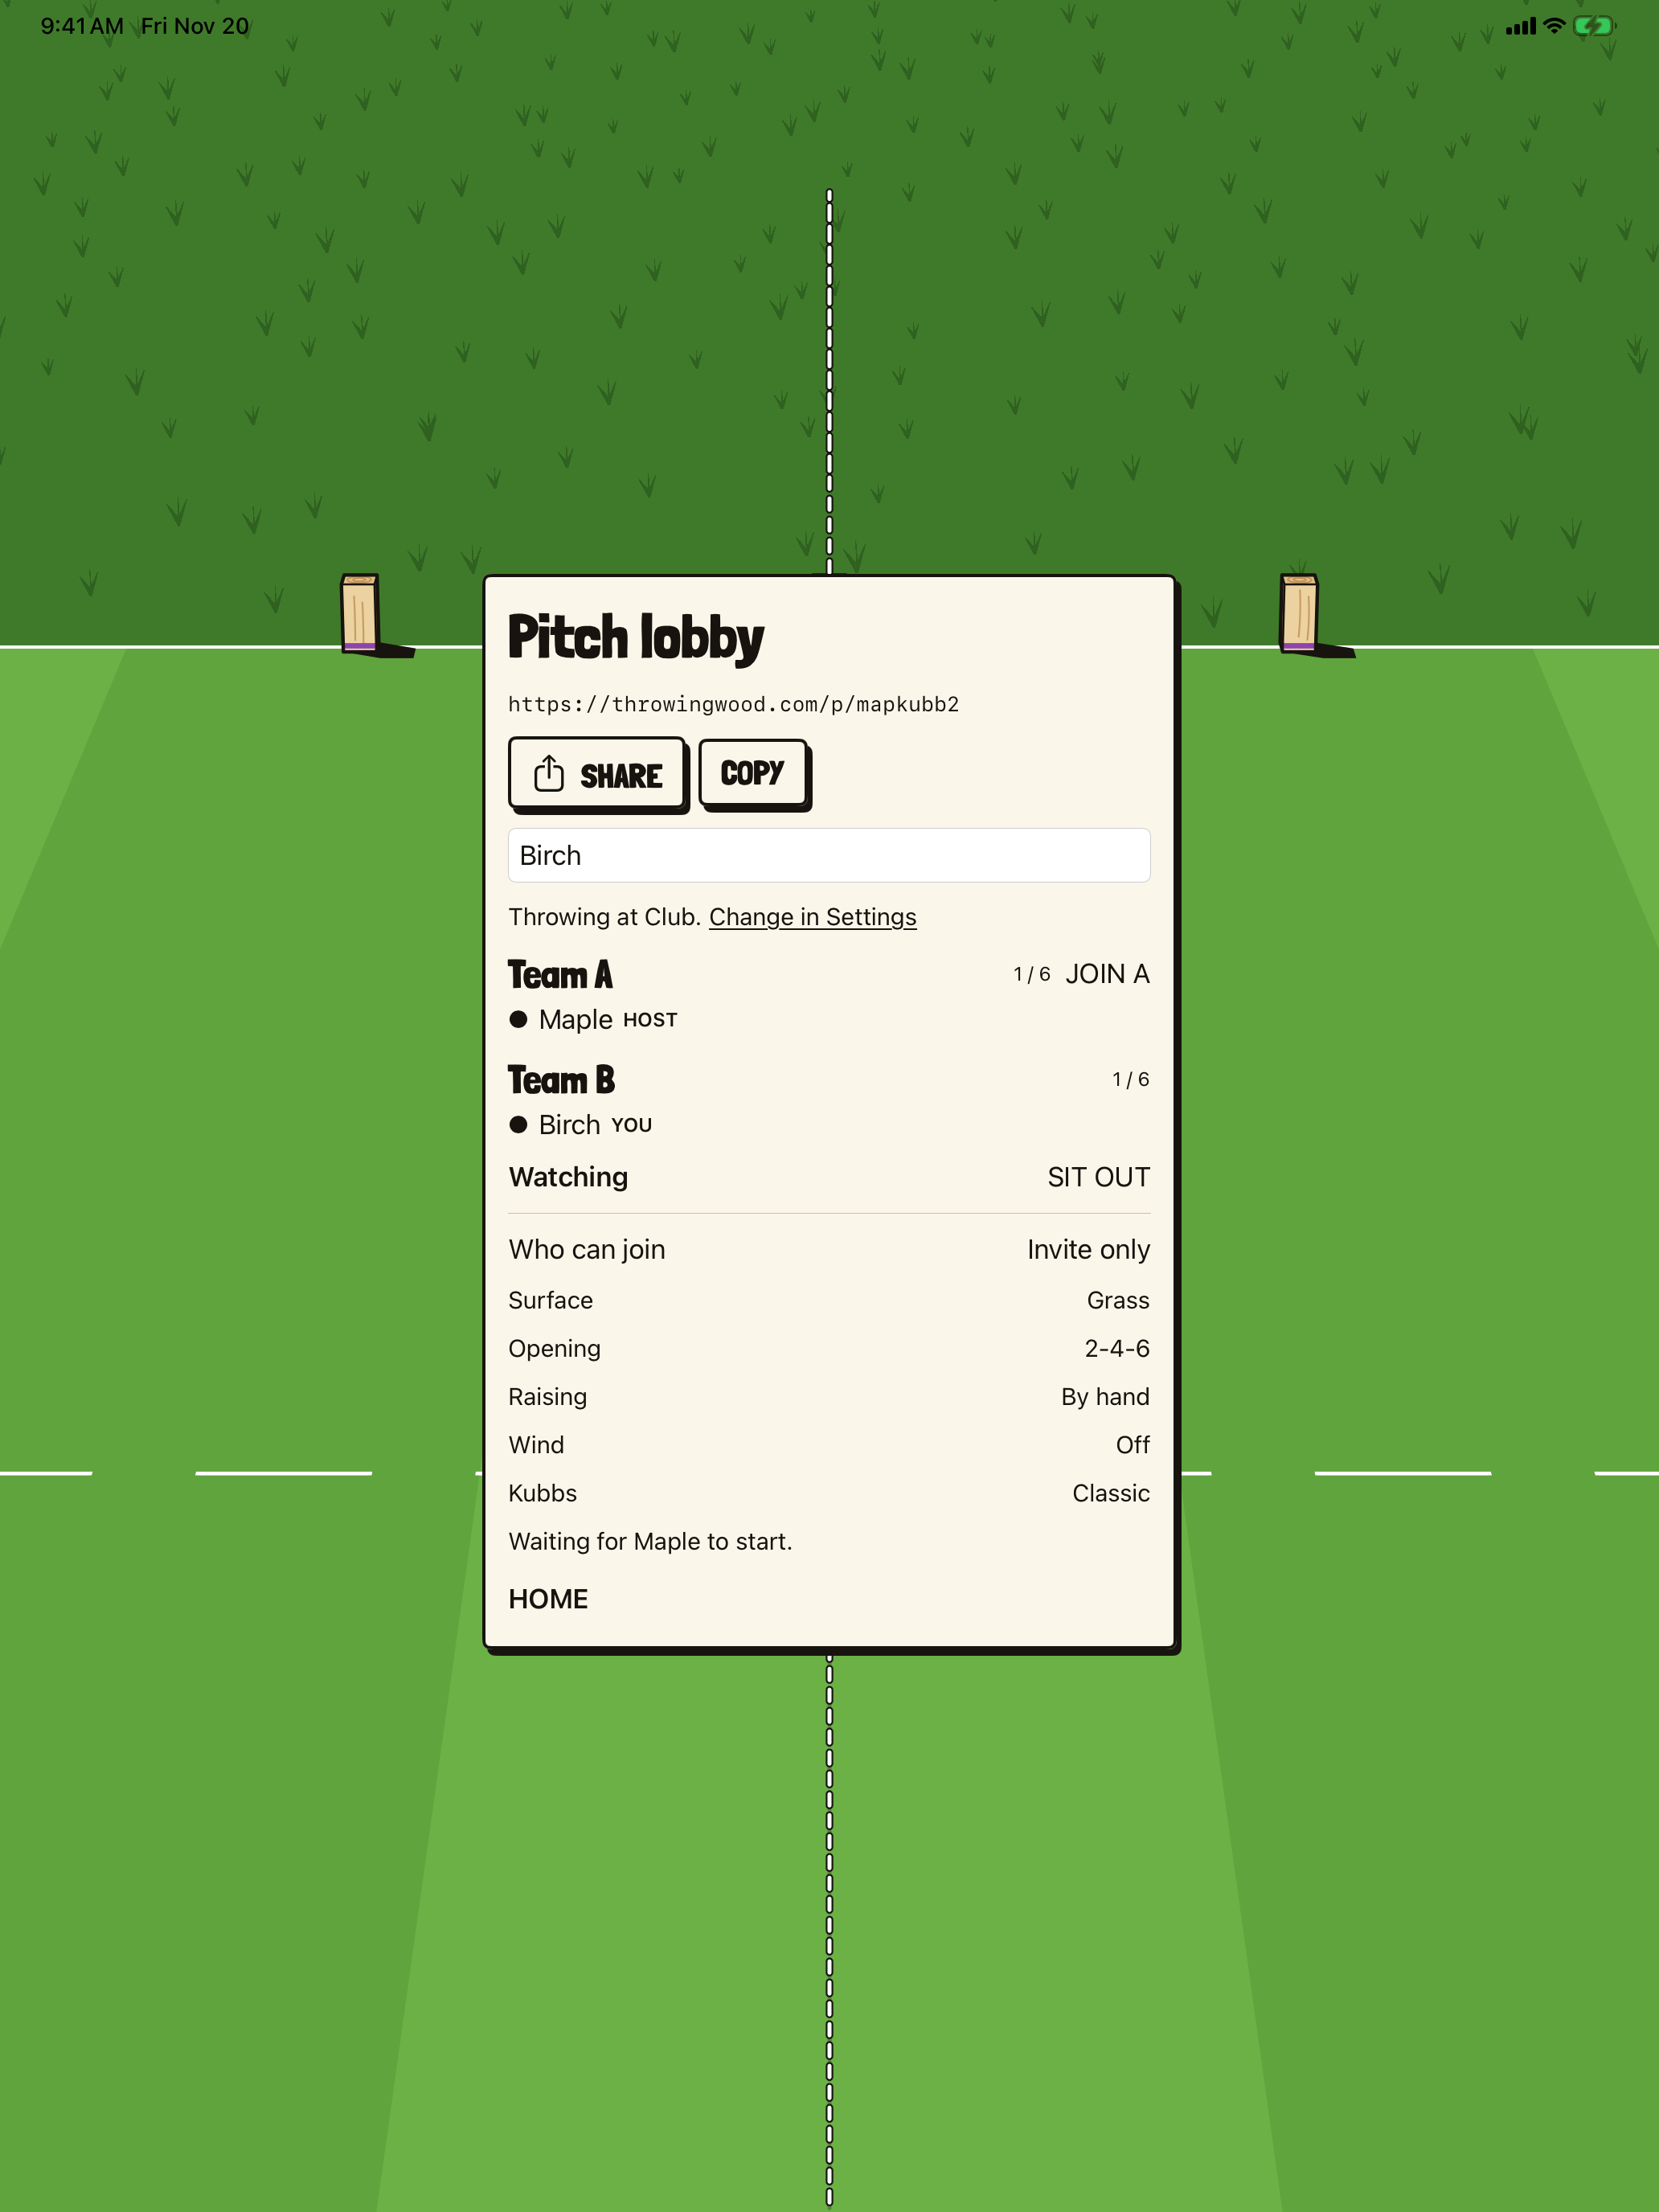 9:41 AM Fri Nov 20
Pitch lobby
https://throwingwood.com/p/mapkubb2
SHARE COPY
Birch
Throwing at Club. Change in Settings
Team A 1 / 6 JOIN A
Maple HOST
Team B 1 / 6
Birch YOU
Watching SIT OUT
Who can join Invite only
Surface Grass
Opening 2-4-6
Raising By hand
Wind Off
Kubbs Classic
Waiting for Maple to start.
HOME